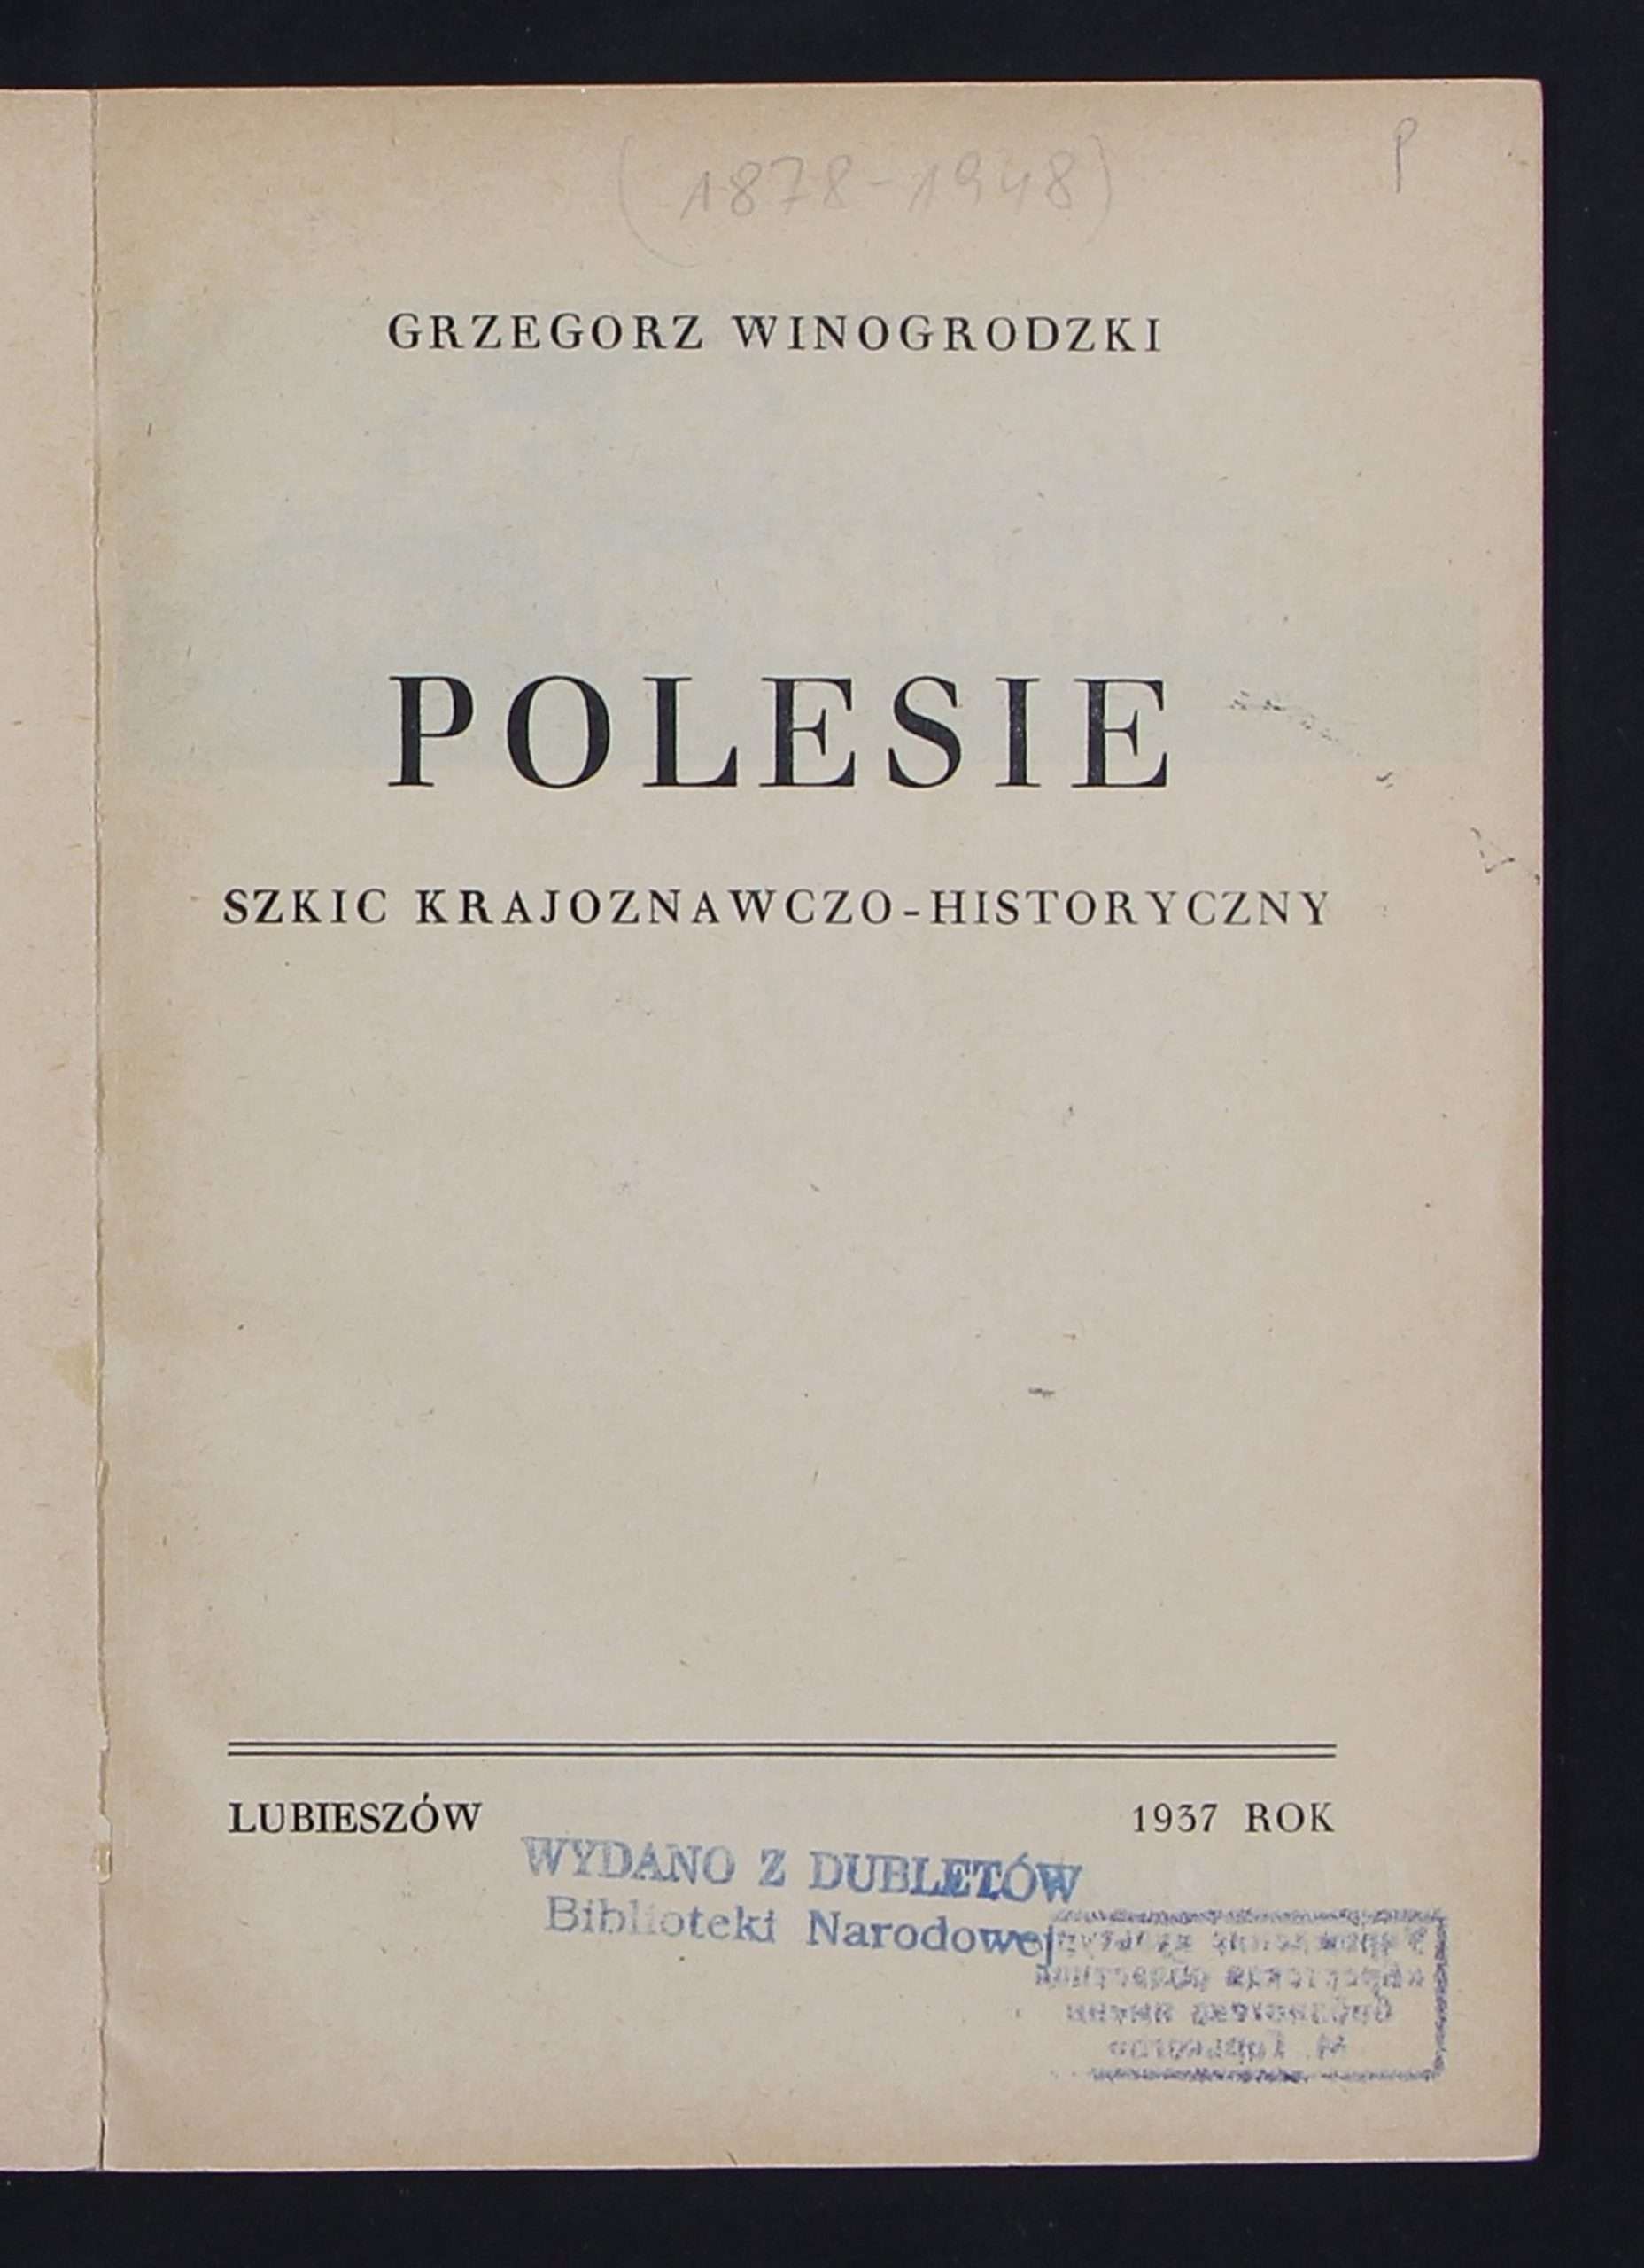 (1878-1948)
P
GRZEGORZ WINOGRODZKI
POLESIE
SZKIC KRAJOZNAWCZO-HISTORYCZNY
LUBIESZÓW 1937 ROK
WYDANO Z DUBLETÓW
Biblioteki Narodowej